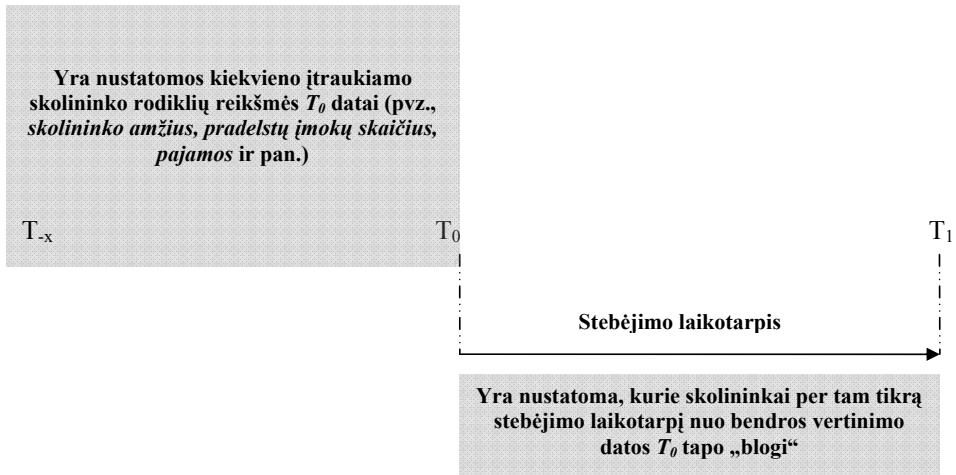 Yra nustatomos kiekvieno įtraukiamo
skolininko rodiklių reikšmės T₀ datai (pvz.,
skolininko amžius, pradelstų įmokų skaičius,
pajamos ir pan.)
T₋ₓ T₀ T₁
Stebėjimo laikotarpis
Yra nustatoma, kurie skolininkai per tam tikrą
stebėjimo laikotarpį nuo bendros vertinimo
datos T₀ tapo „blogi“